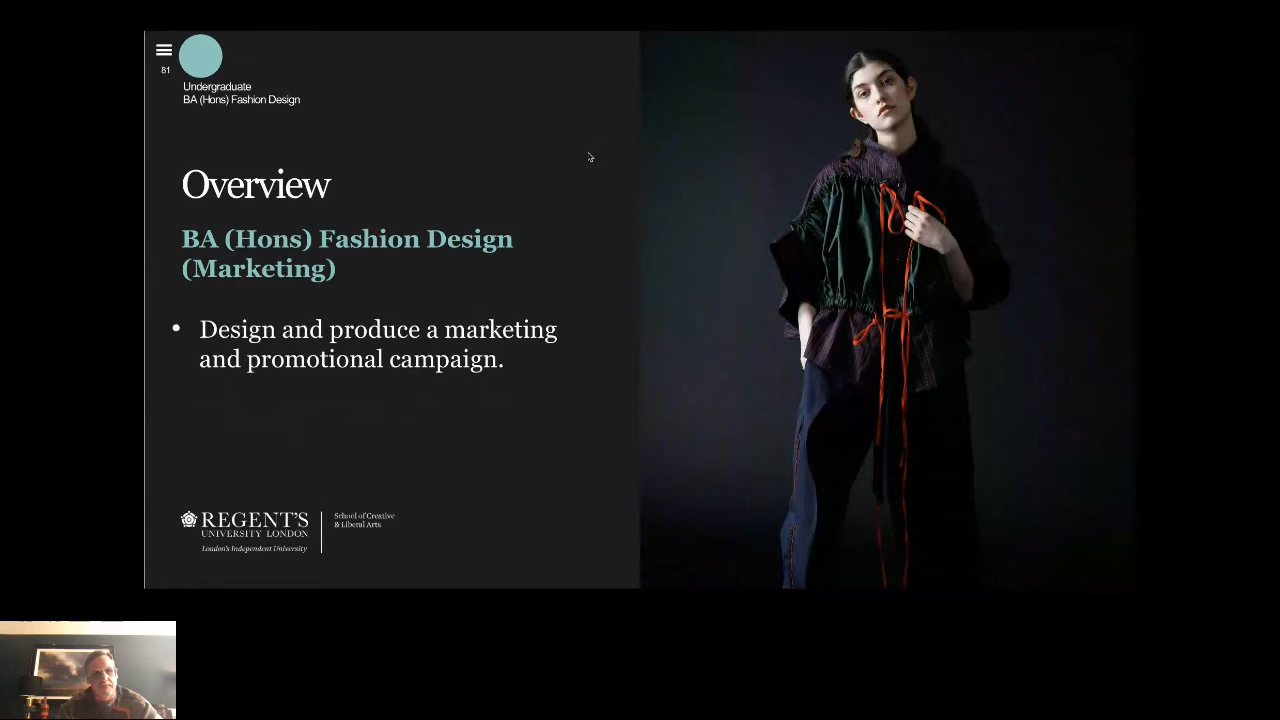 81
Undergraduate
BA (Hons) Fashion Design
Overview
BA (Hons) Fashion Design
(Marketing)
• Design and produce a marketing
and promotional campaign.
REGENT'S
UNIVERSITY LONDON
London's Independent University
School of Creative
& Liberal Arts